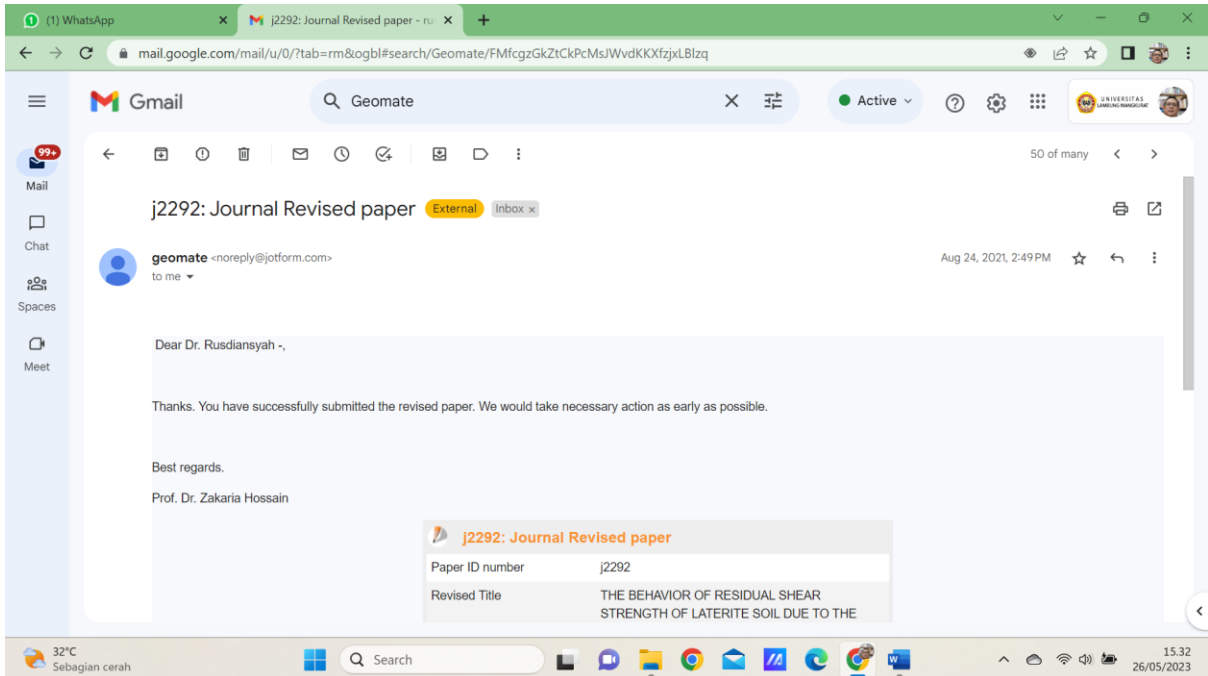 (1) WhatsApp
j2292: Journal Revised paper - ru
mail.google.com/mail/u/0/?tab=rm&ogbl#search/Geomate/FMfcgzGkZtCkPcMsJWvdKKXfzjxLBlzq
Gmail
Geomate
Active
UNIVERSITAS
LAMBUNG MANGKURAT
99+
50 of many
Mail
j2292: Journal Revised paper External Inbox x
Chat
geomate <noreply@jotform.com>
Aug 24, 2021, 2:49 PM
to me
Spaces
Meet
Dear Dr. Rusdiansyah -,
Thanks. You have successfully submitted the revised paper. We would take necessary action as early as possible.
Best regards.
Prof. Dr. Zakaria Hossain
j2292: Journal Revised paper
Paper ID number j2292
Revised Title THE BEHAVIOR OF RESIDUAL SHEAR
STRENGTH OF LATERITE SOIL DUE TO THE
32°C
Sebagian cerah
Search
15.32
26/05/2023